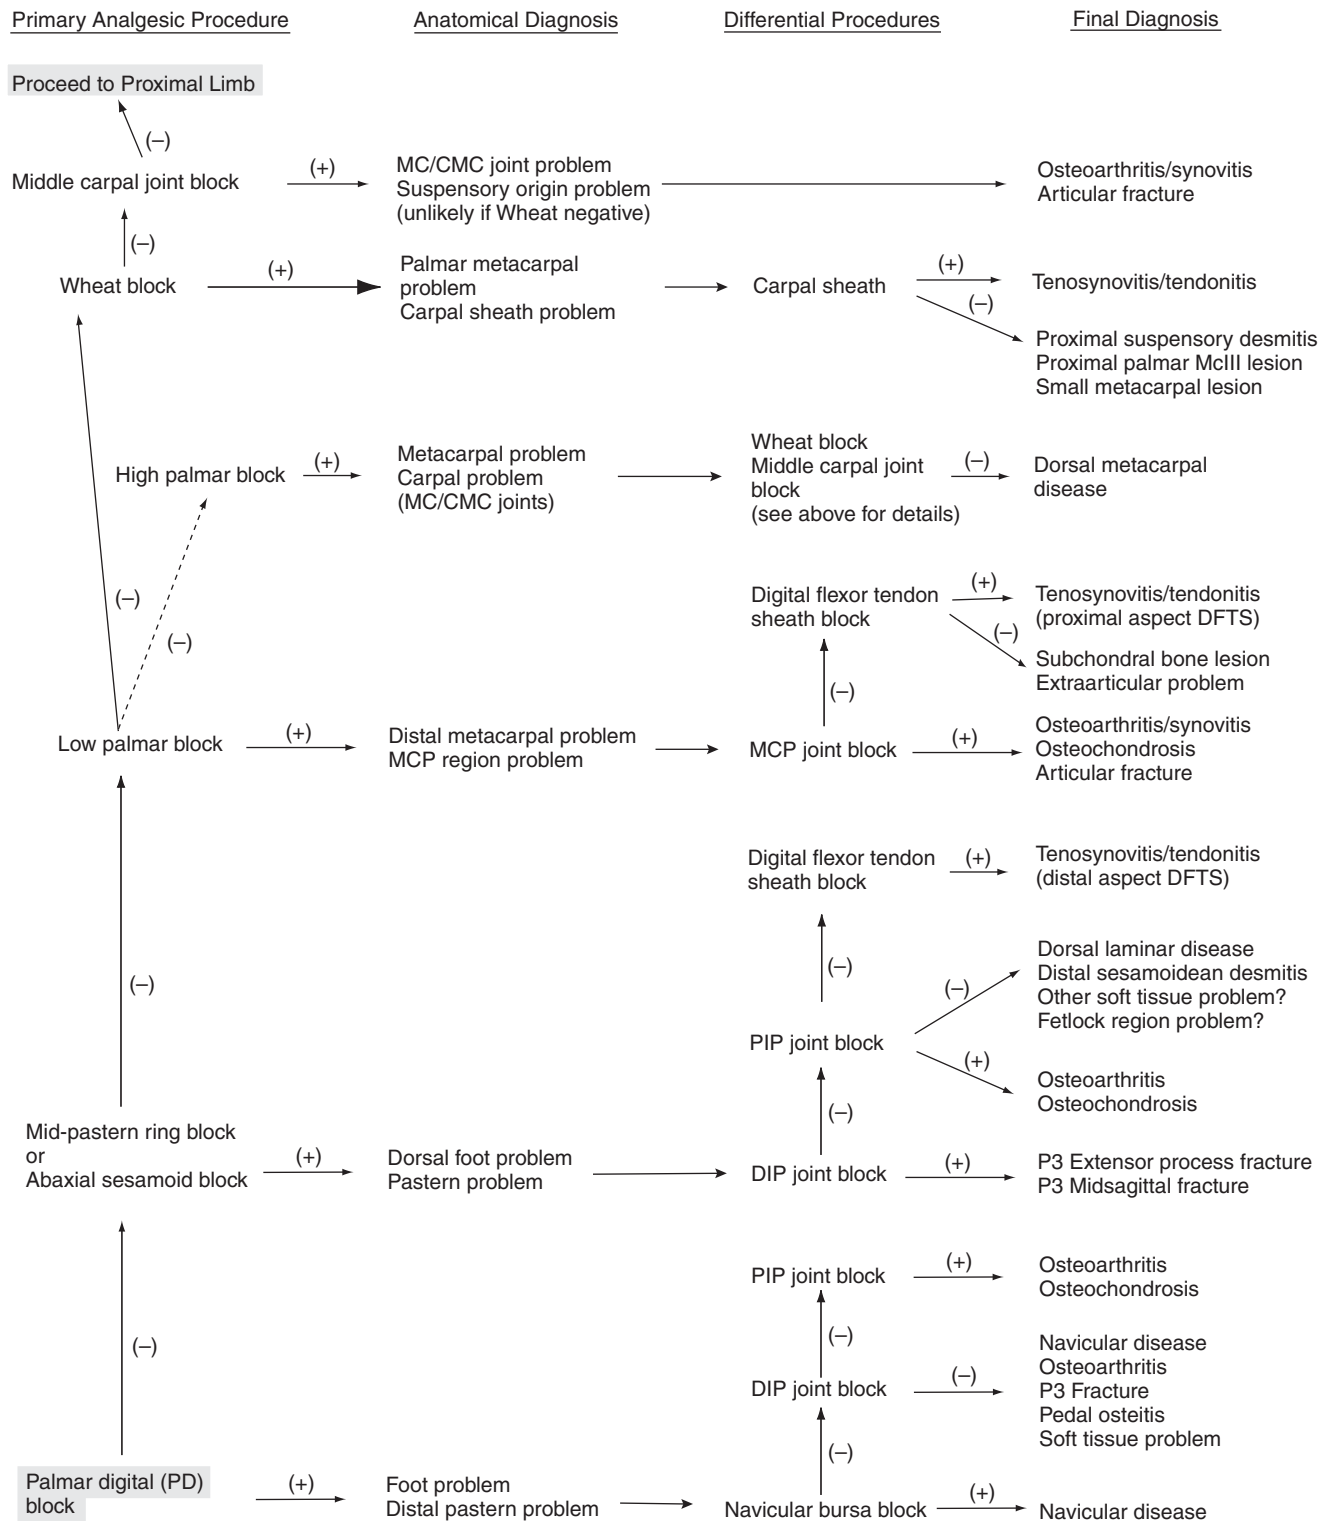 Primary Analgesic Procedure
Anatomical Diagnosis
Differential Procedures
Final Diagnosis
Proceed to Proximal Limb
(–)
Middle carpal joint block
(+)
MC/CMC joint problem
Suspensory origin problem
(unlikely if Wheat negative)
Osteoarthritis/synovitis
Articular fracture
(–)
Wheat block
(+)
Palmar metacarpal
problem
Carpal sheath problem
Carpal sheath
(+)
Tenosynovitis/tendonitis
(–)
Proximal suspensory desmitis
Proximal palmar McIII lesion
Small metacarpal lesion
High palmar block
(+)
Metacarpal problem
Carpal problem
(MC/CMC joints)
Wheat block
Middle carpal joint
block
(see above for details)
(–)
Dorsal metacarpal
disease
(–)
(–)
Digital flexor tendon
sheath block
(+)
Tenosynovitis/tendonitis
(proximal aspect DFTS)
(–)
Subchondral bone lesion
Extraarticular problem
(–)
Low palmar block
(+)
Distal metacarpal problem
MCP region problem
MCP joint block
(+)
Osteoarthritis/synovitis
Osteochondrosis
Articular fracture
Digital flexor tendon
sheath block
(+)
Tenosynovitis/tendonitis
(distal aspect DFTS)
(–)
(–)
PIP joint block
(–)
Dorsal laminar disease
Distal sesamoidean desmitis
Other soft tissue problem?
Fetlock region problem?
(+)
Osteoarthritis
Osteochondrosis
(–)
Mid-pastern ring block
or
Abaxial sesamoid block
(+)
Dorsal foot problem
Pastern problem
DIP joint block
(+)
P3 Extensor process fracture
P3 Midsagittal fracture
(–)
PIP joint block
(+)
Osteoarthritis
Osteochondrosis
(–)
DIP joint block
(–)
Navicular disease
Osteoarthritis
P3 Fracture
Pedal osteitis
Soft tissue problem
(–)
Palmar digital (PD)
block
(+)
Foot problem
Distal pastern problem
Navicular bursa block
(+)
Navicular disease